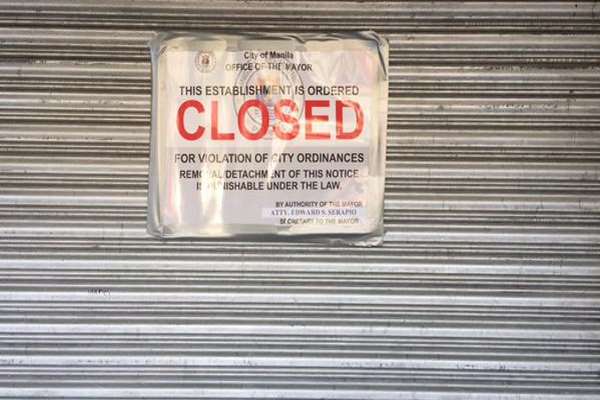 City of Manila
OFFICE OF THE MAYOR
THIS ESTABLISHMENT IS ORDERED
CLOSED
FOR VIOLATION OF CITY ORDINANCES
REMOVAL DETACHMENT OF THIS NOTICE
IS PUNISHABLE UNDER THE LAW.
BY AUTHORITY OF THE MAYOR
ATTY. EDWARD S. SERAPIO
SECRETARY TO THE MAYOR